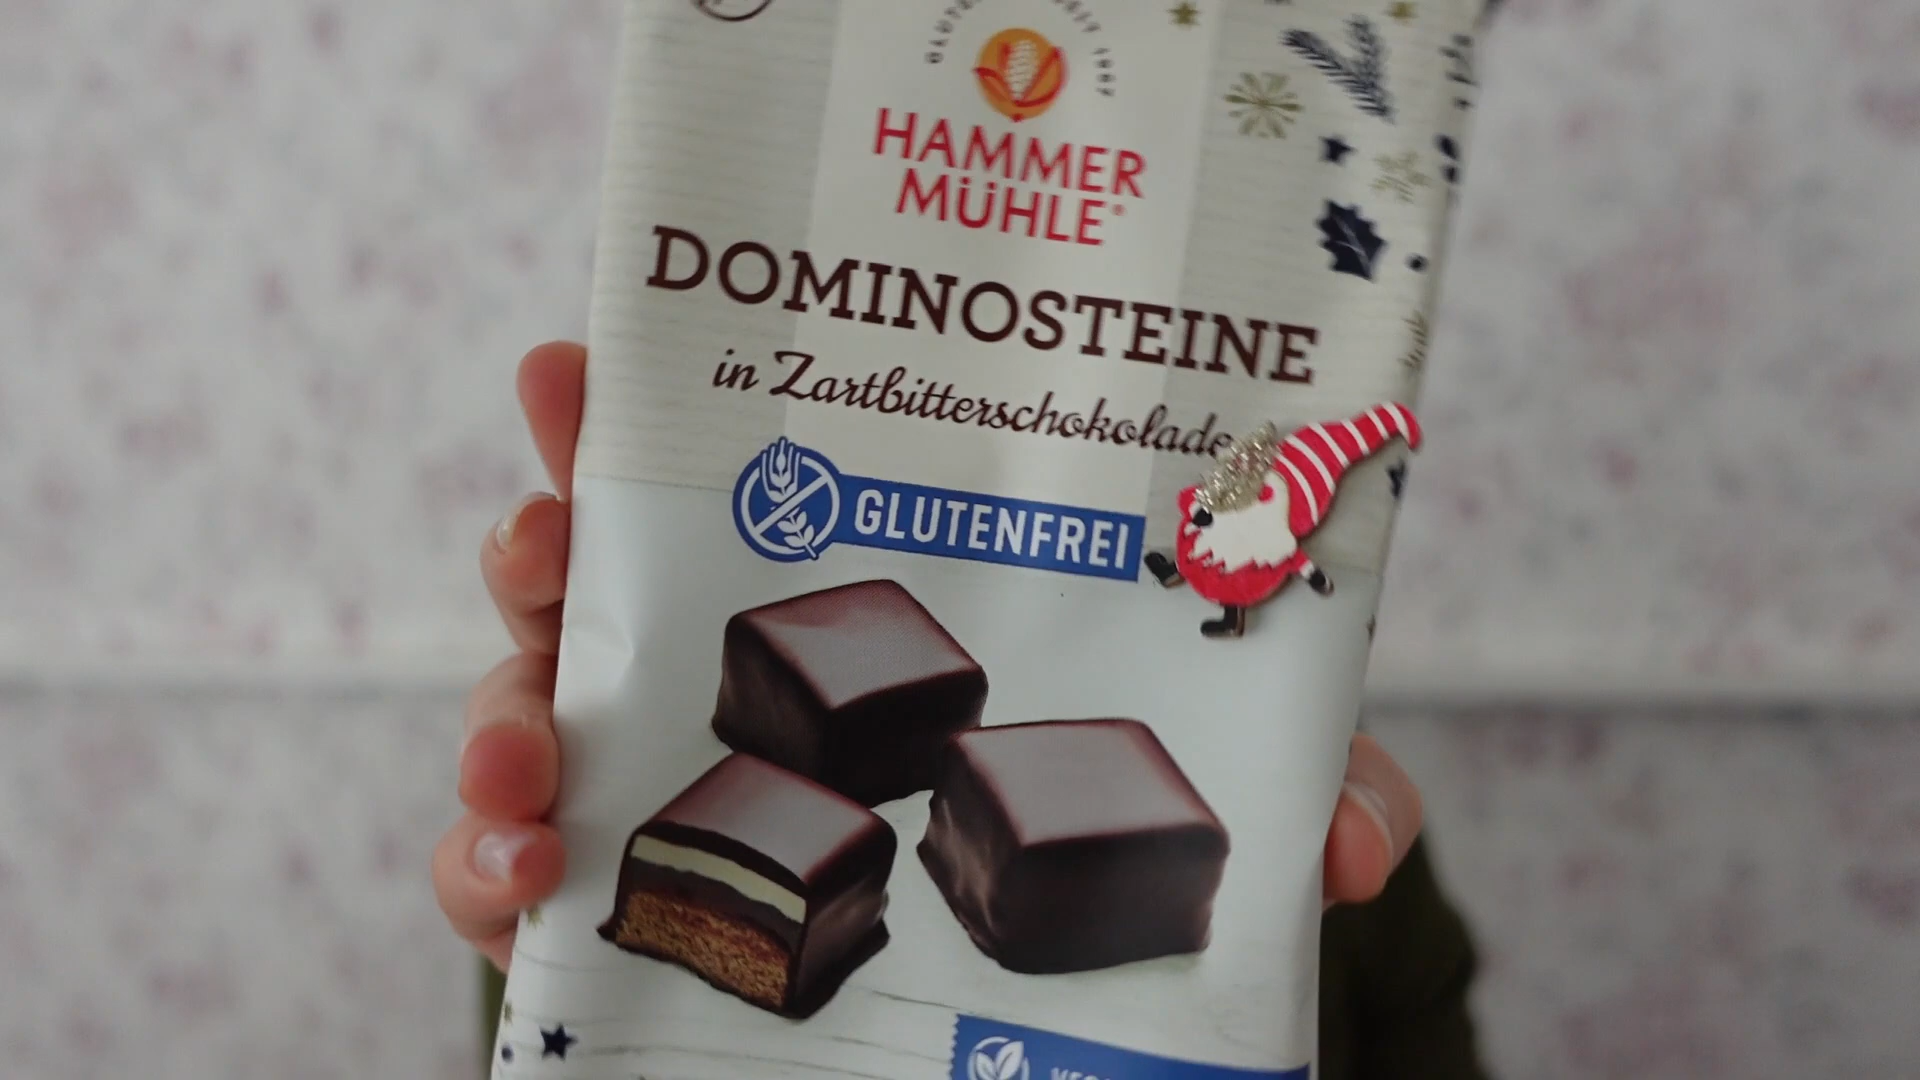 HAMMER
MÜHLE®
DOMINOSTEINE
in Zartbitterschokolade
GLUTENFREI